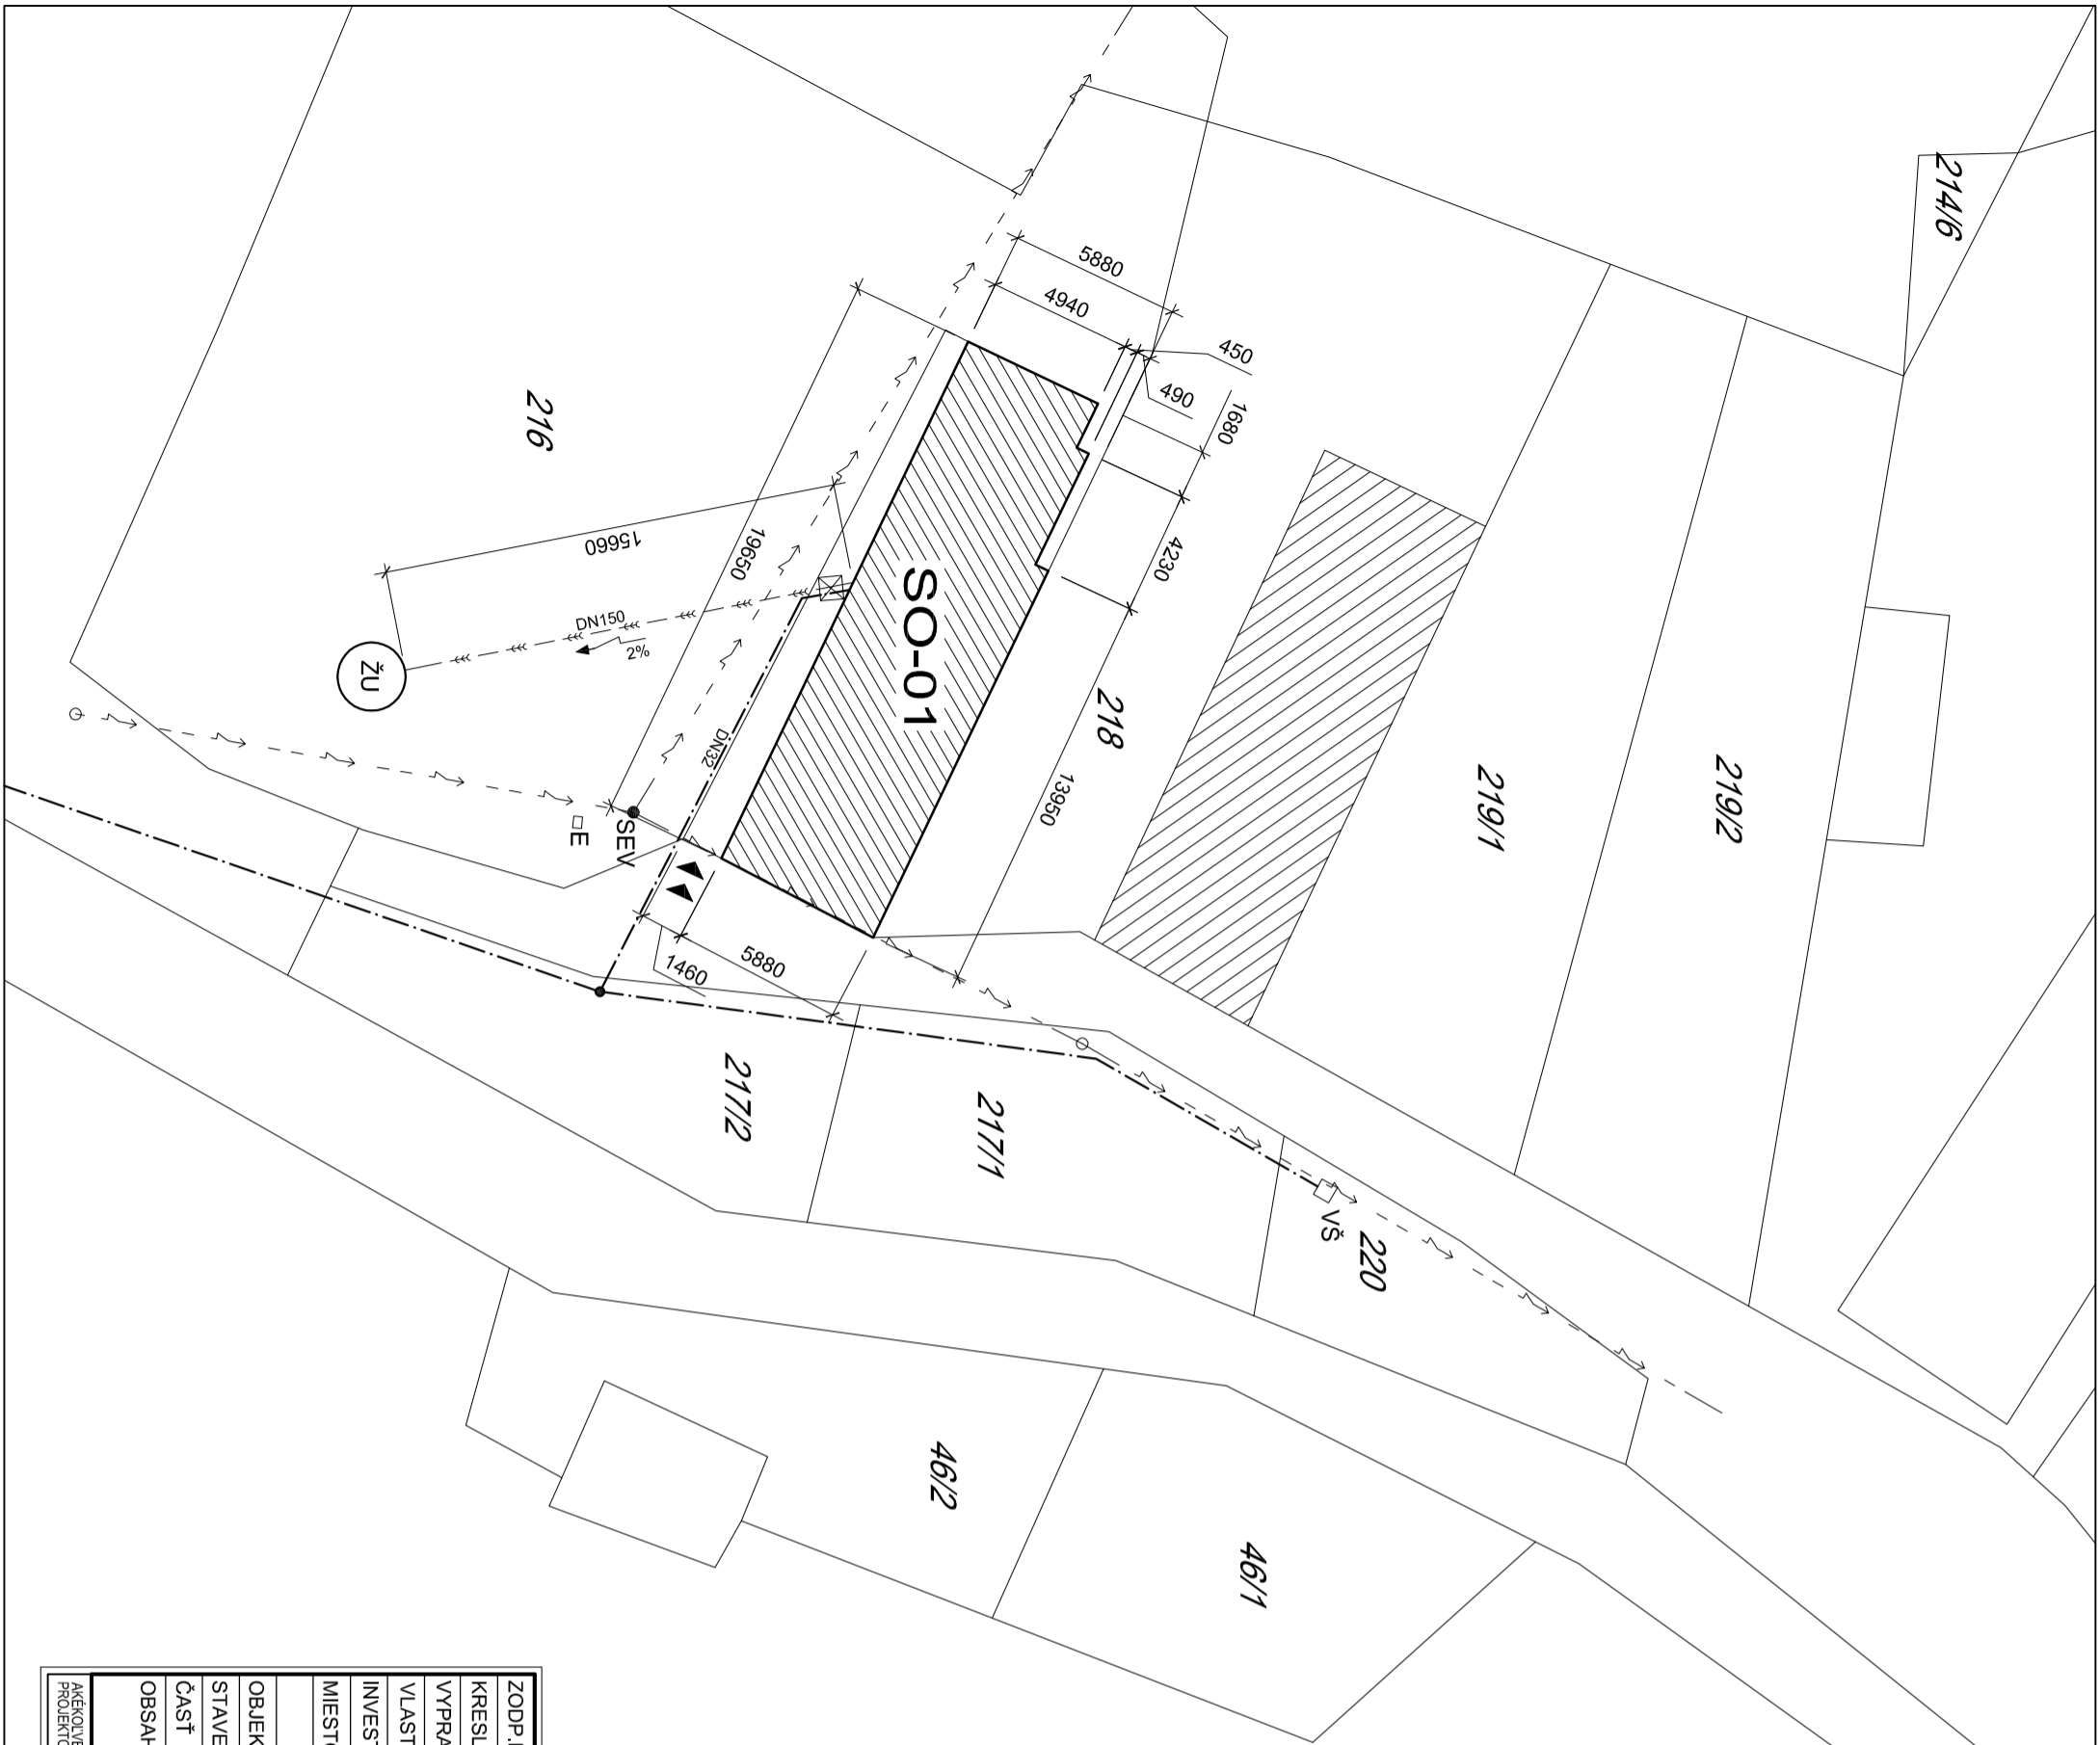 214/6
5880
4940
450
490
1680
216
4230
15660
19650
SO-01
DN150
2%
ŽU
218
219/1
219/2
DN32
13950
SEV
E
5880
1460
217/2
217/1
VŠ
220
46/2
46/1
ZODP.
KRESL
VYPRA
VLAST
INVEST
MIEST
OBJEK
STAVE
ČASŤ
OBSAH
AKÉKOĽVE
PROJEKTO